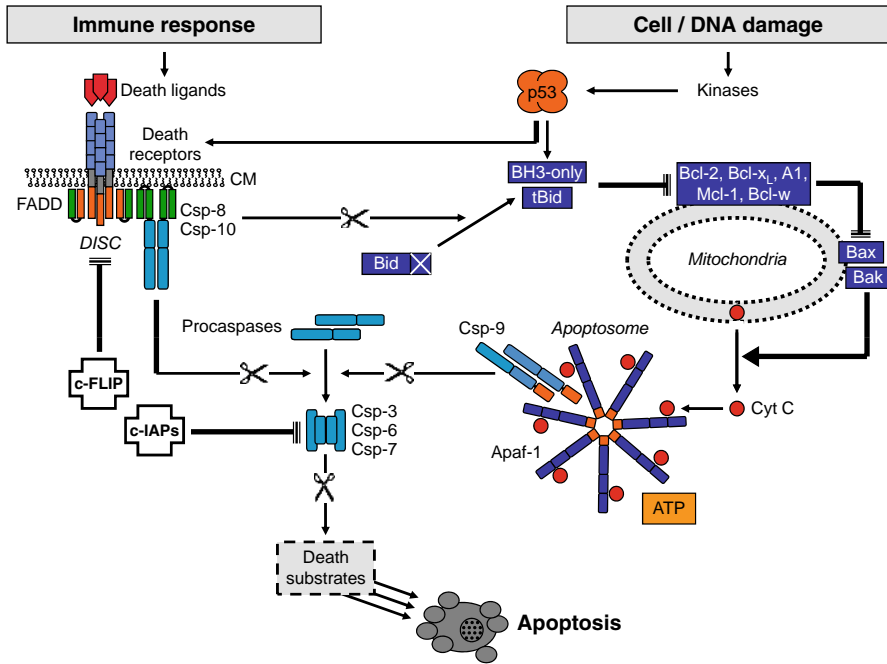 Immune response
Cell / DNA damage
Death ligands
p53
Kinases
Death
receptors
CM
BH3-only
tBid
Bcl-2, Bcl-xL, A1,
Mcl-1, Bcl-w
FADD
Csp-8
Csp-10
DISC
Bid
Mitochondria
Bax
Bak
Procaspases
Csp-9
Apoptosome
c-FLIP
Cyt C
c-IAPs
Csp-3
Csp-6
Csp-7
Apaf-1
ATP
Death
substrates
Apoptosis